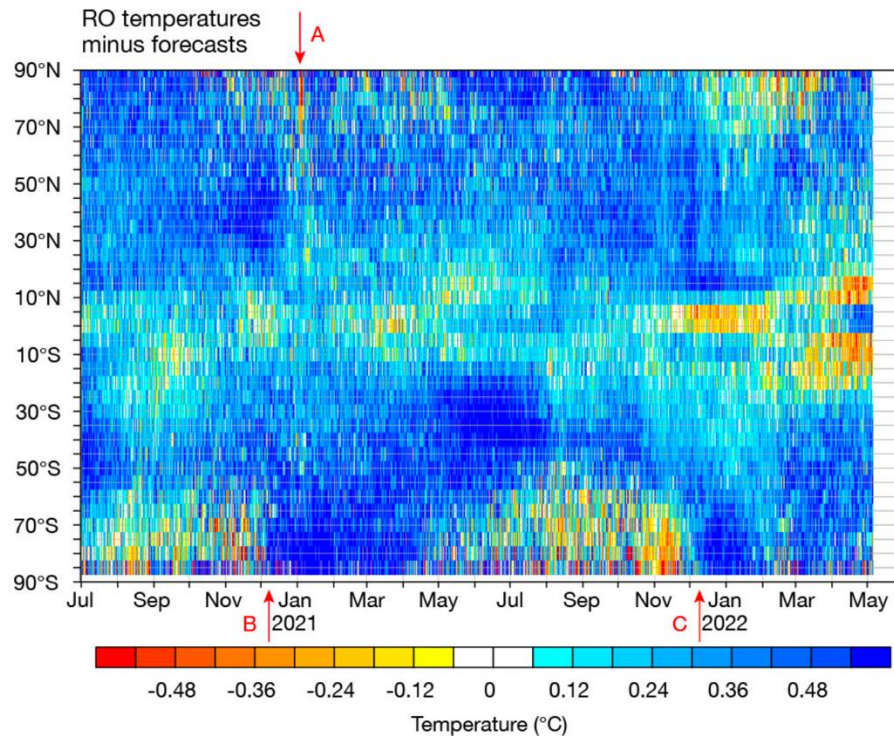 RO temperatures
minus forecasts
A
90°N
70°N
50°N
30°N
10°N
10°S
30°S
50°S
70°S
90°S
Jul Sep Nov Jan Mar May Jul Sep Nov Jan Mar May
B 2021 C 2022
-0.48 -0.36 -0.24 -0.12 0 0.12 0.24 0.36 0.48
Temperature (°C)